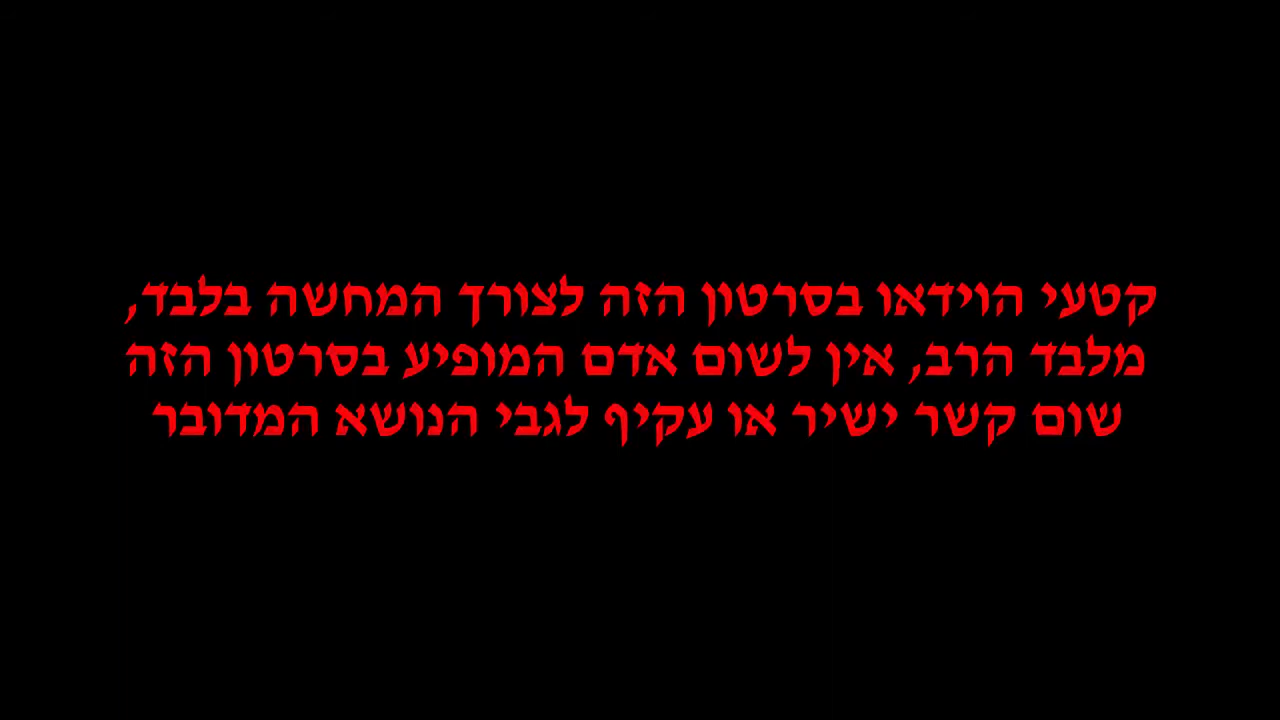 קטעי הוידאו בסרטון הזה לצורך המחשה בלבד,
מלבד הרב, אין לשום אדם המופיע בסרטון הזה
שום קשר ישיר או עקיף לגבי הנושא המדובר